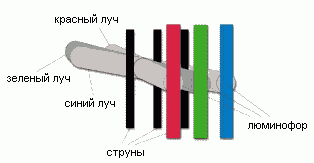 красный луч
зеленый луч
синий луч
люминофор
струны